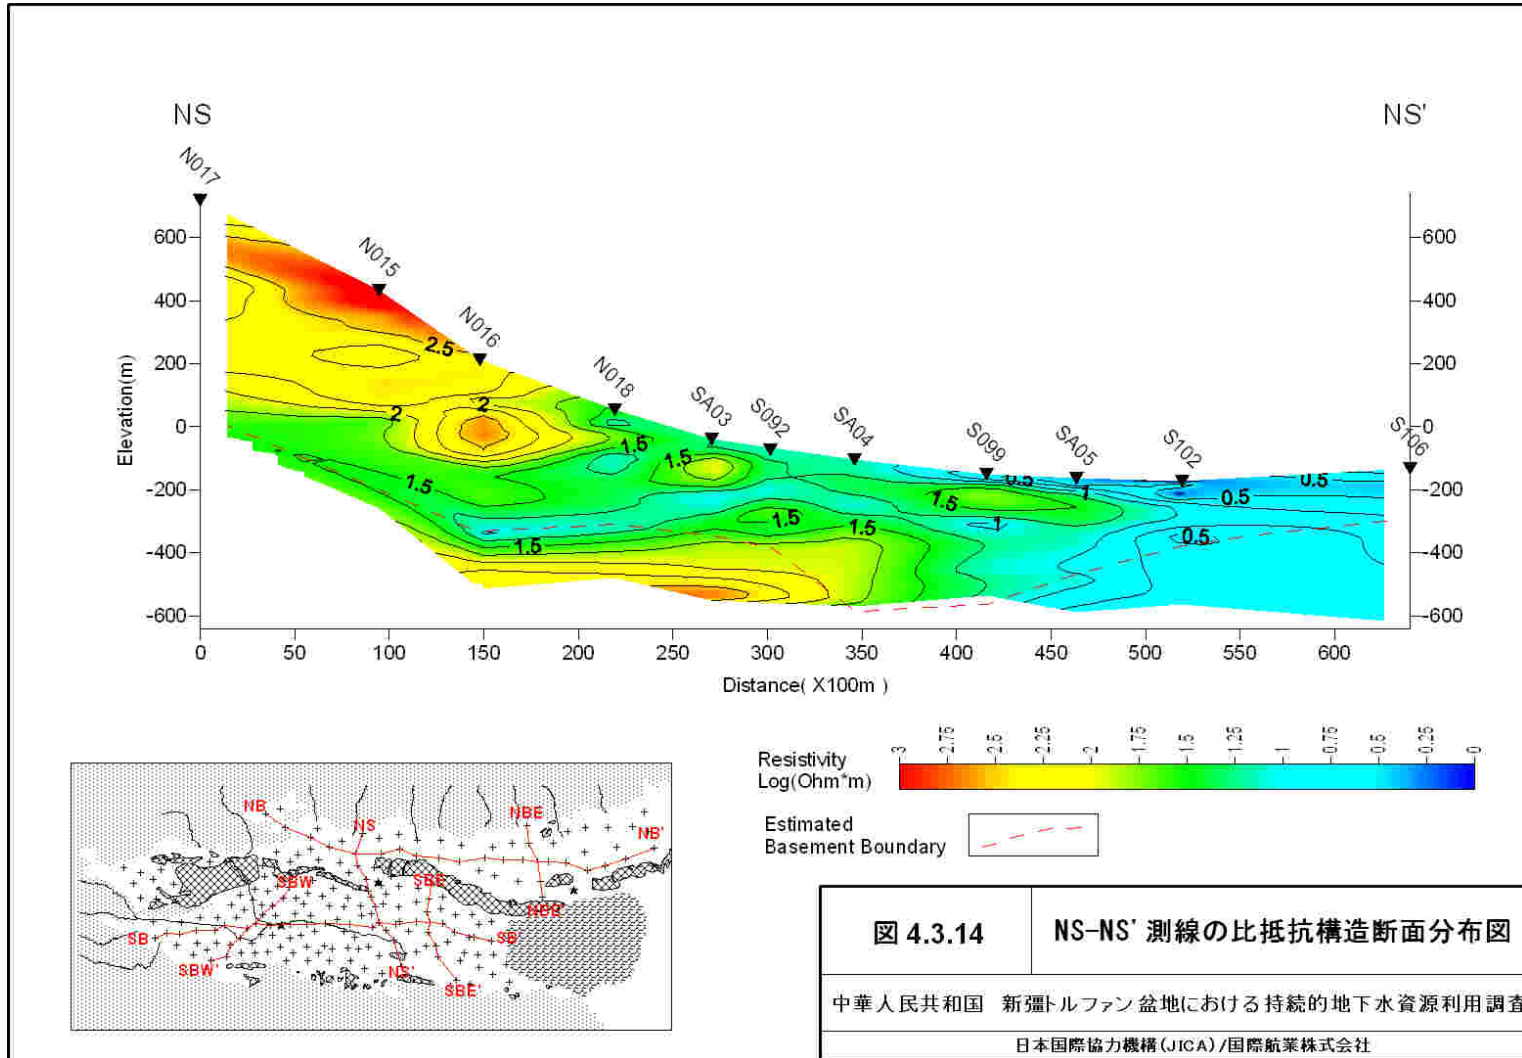 NS NS'
N017
N015
N016
N018
SA03
S092
SA04
S099
SA05
S102
S106
Elevation(m)
600 600
400 400
200 200
0 0
-200 -200
-400 -400
-600 -600
2.5
2 2
1.5 1.5
1.5
1.5
1.5
1.5
1.5
1
1
0.5 0.5
0.5
0.5
0 50 100 150 200 250 300 350 400 450 500 550 600
Distance( X100m )
Resistivity
Log(Ohm*m)
3 2.75 2.5 2.25 2 1.75 1.5 1.25 1 0.75 0.5 0.25 0
Estimated
Basement Boundary
NB NS NBE NB'
SBW SBE
NBE'
SB SB'
SBW' NS' SBE'
図 4.3.14 NS-NS' 測線の比抵抗構造断面分布図
中華人民共和国 新疆トルファン盆地における持続的地下水資源利用調査
日本国際協力機構(JICA)/国際航業株式会社